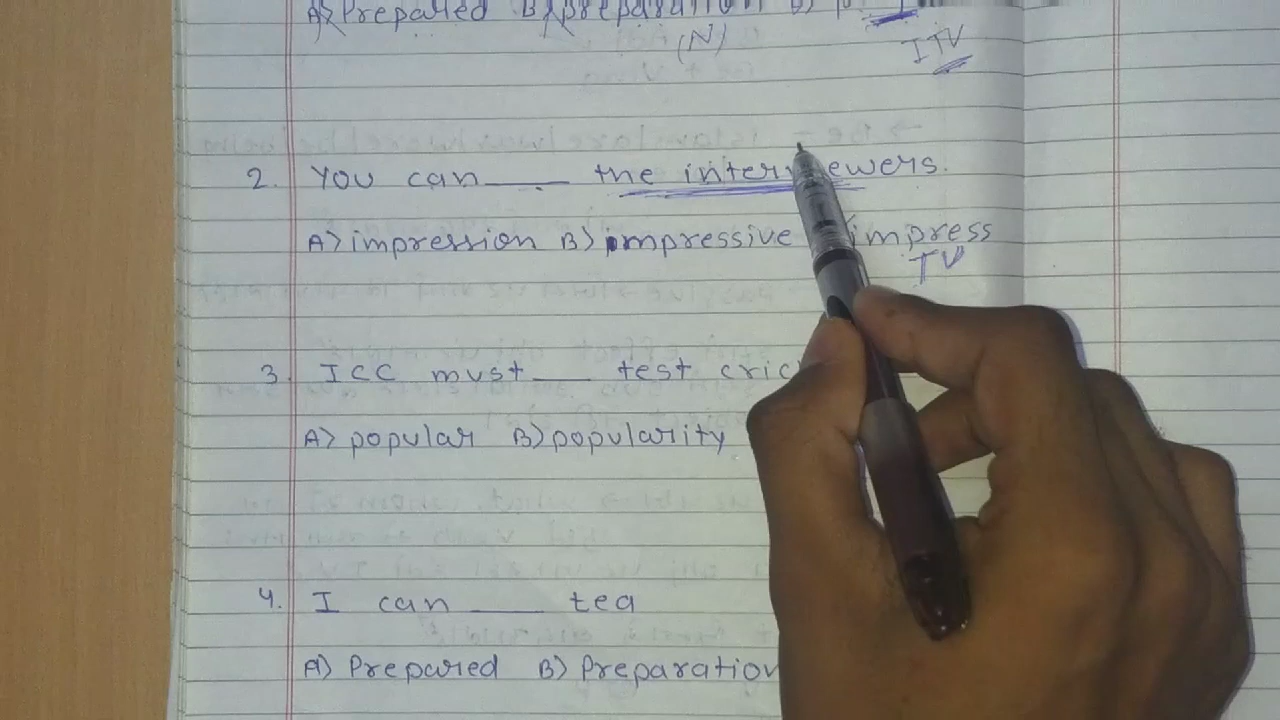 A) Prepared B) preparation
(N)
ITV
2. You can ___ the interviewers.
A) impression B) impressive impress
TV
3. ICC must ___ test
A) popular B) popularity
4. I can ___ tea
A) Prepared B) Preparation